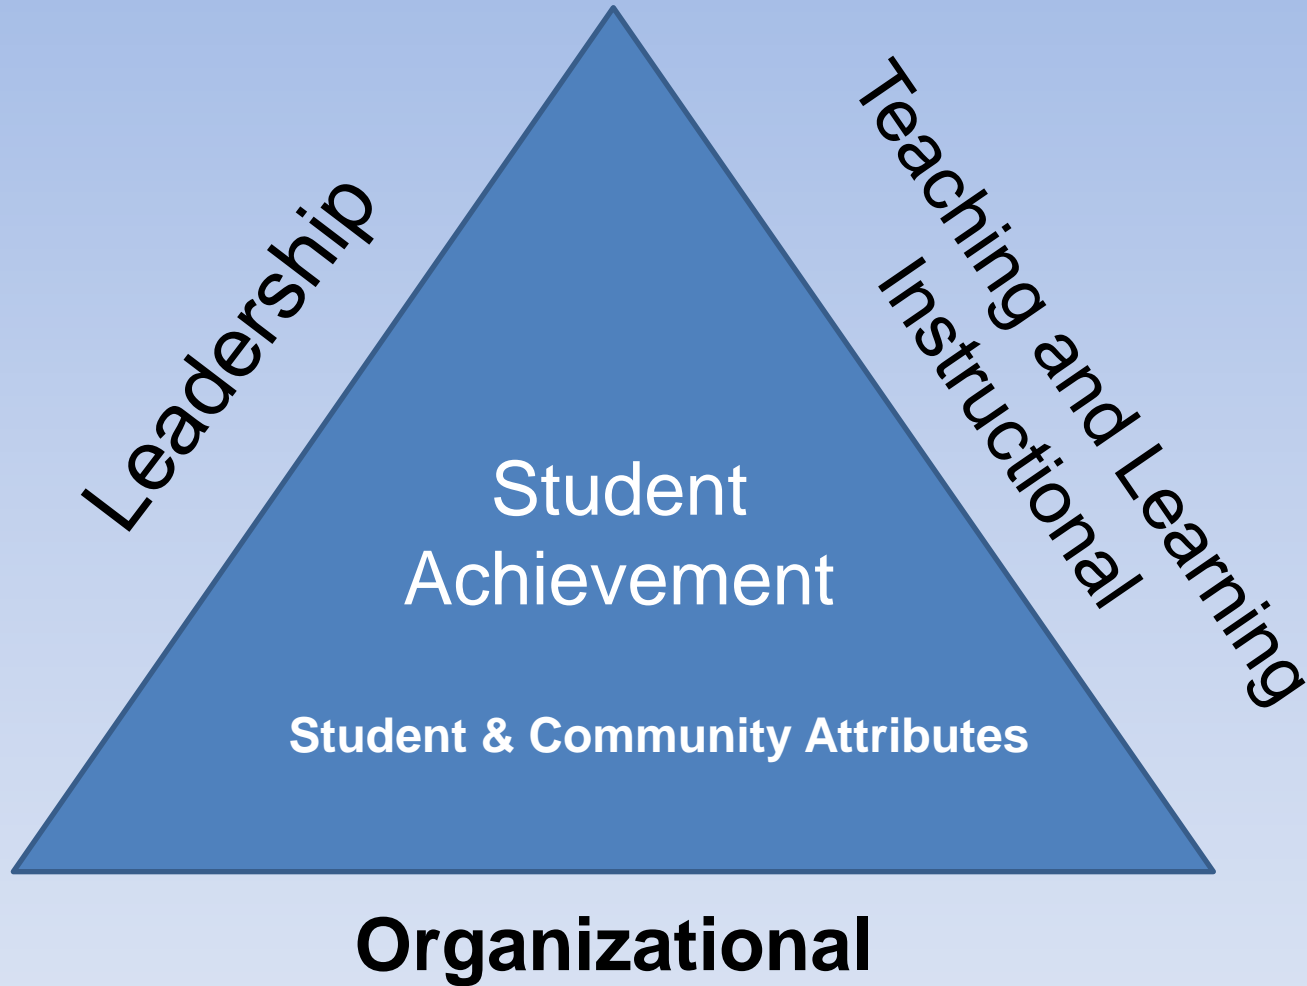 Leadership
Teaching and Learning
Instructional
Student
Achievement
Student & Community Attributes
Organizational